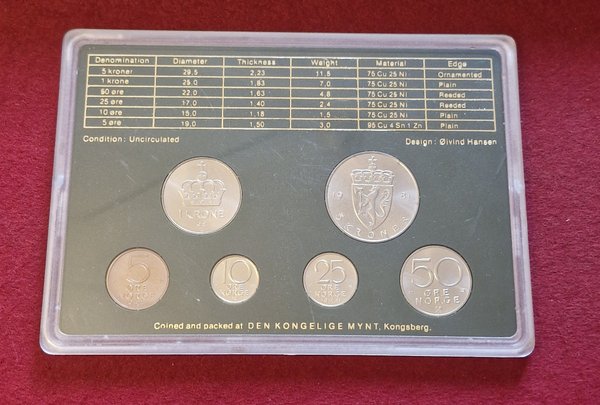 Denomination Diameter Thickness Weight Material Edge
5 kroner 29,5 2,23 11,5 75 Cu 25 Ni Ornamented
1 krone 25,0 1,83 7,0 75 Cu 25 Ni Plain
50 øre 22,0 1,63 4,8 75 Cu 25 Ni Reeded
25 øre 17,0 1,40 2,4 75 Cu 25 Ni Reeded
10 øre 15,0 1,18 1,5 75 Cu 25 Ni Plain
5 øre 19,0 1,50 3,0 95 Cu 4 Sn 1 Zn Plain
Condition: Uncirculated Design: Øivind Hansen
1 KRONE
19 81
5 KRONER
5 ØRE NORGE
10 ØRE NORGE
25 ØRE NORGE
50 ØRE NORGE
Coined and packed at DEN KONGELIGE MYNT, Kongsberg.